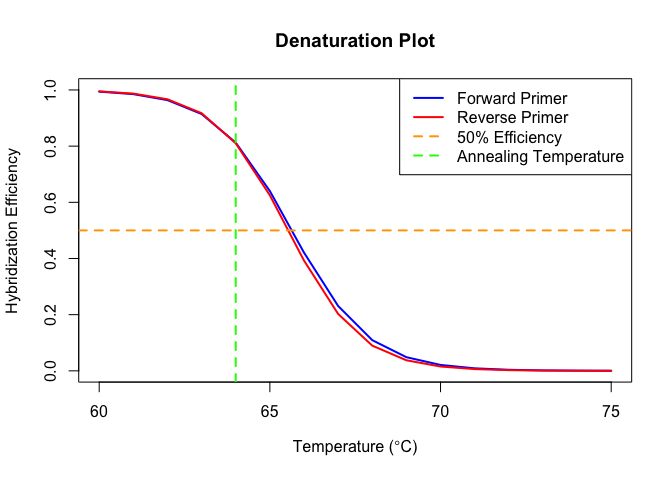 Denaturation Plot
Forward Primer
Reverse Primer
50% Efficiency
Annealing Temperature
Hybridization Efficiency
1.0
0.8
0.6
0.4
0.2
0.0
60 65 70 75
Temperature (°C)